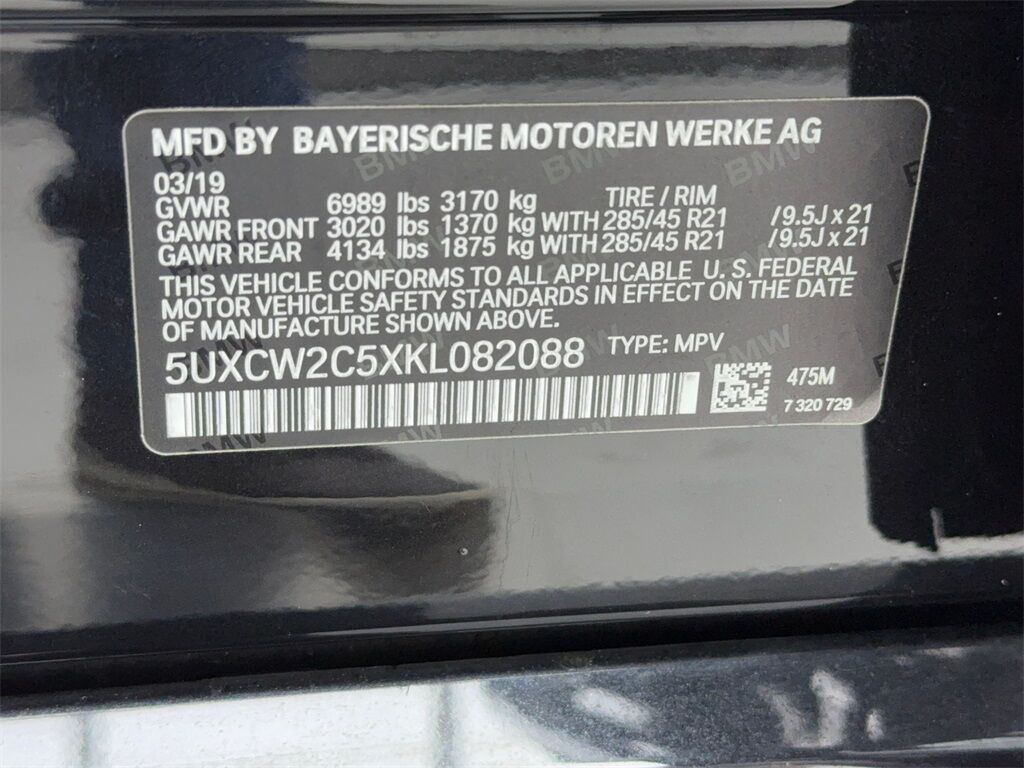 MFD BY BAYERISCHE MOTOREN WERKE AG
03/19 TIRE / RIM
GVWR 6989 lbs 3170 kg
GAWR FRONT 3020 lbs 1370 kg WITH 285/45 R21 /9.5J x 21
GAWR REAR 4134 lbs 1875 kg WITH 285/45 R21 /9.5J x 21
THIS VEHICLE CONFORMS TO ALL APPLICABLE U. S. FEDERAL
MOTOR VEHICLE SAFETY STANDARDS IN EFFECT ON THE DATE
OF MANUFACTURE SHOWN ABOVE.
5UXCW2C5XKL082088 TYPE: MPV
475M
7 320 729